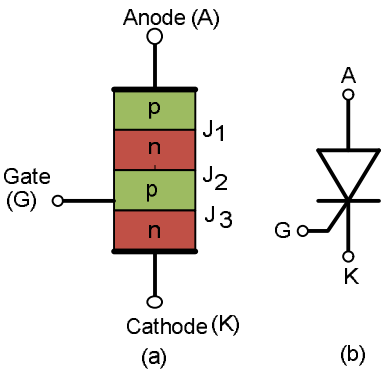 Anode (A)
p
J1
n
J2
p
J3
n
Gate
(G)
Cathode (K)
(a)
A
G
K
(b)